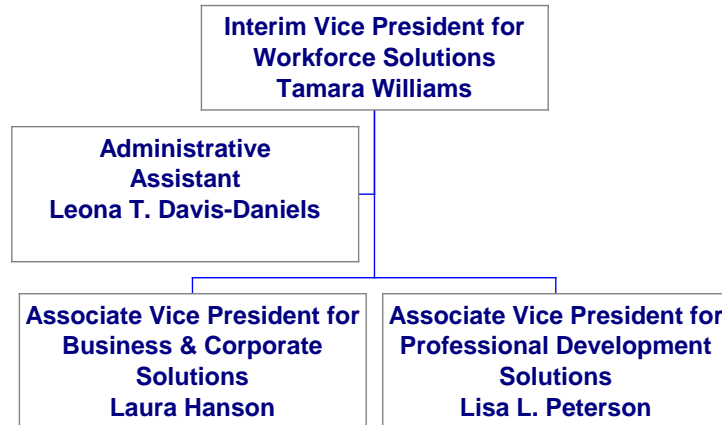 Interim Vice President for
Workforce Solutions
Tamara Williams
Administrative
Assistant
Leona T. Davis-Daniels
Associate Vice President for
Business & Corporate
Solutions
Laura Hanson
Associate Vice President for
Professional Development
Solutions
Lisa L. Peterson